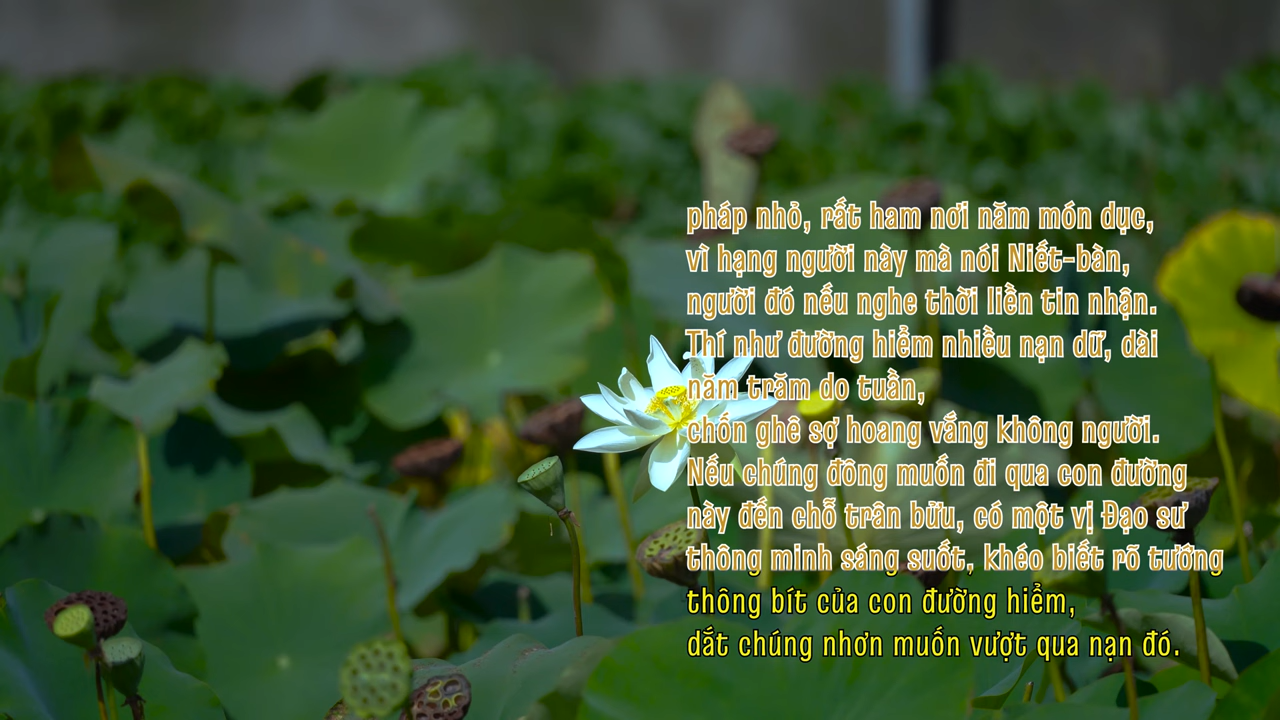 pháp nhỏ, rất ham nơi năm món dục,
vì hạng người này mà nói Niết-bàn,
người đó nếu nghe thời liền tin nhận.
Thí như đường hiểm nhiều nạn dữ, dài
năm trăm do tuần,
chốn ghê sợ hoang vắng không người.
Nếu chúng đông muốn đi qua con đường
này đến chỗ trân bửu, có một vị Đạo sư
thông minh sáng suốt, khéo biết rõ tướng
thông bít của con đường hiểm,
dắt chúng nhơn muốn vượt qua nạn đó.